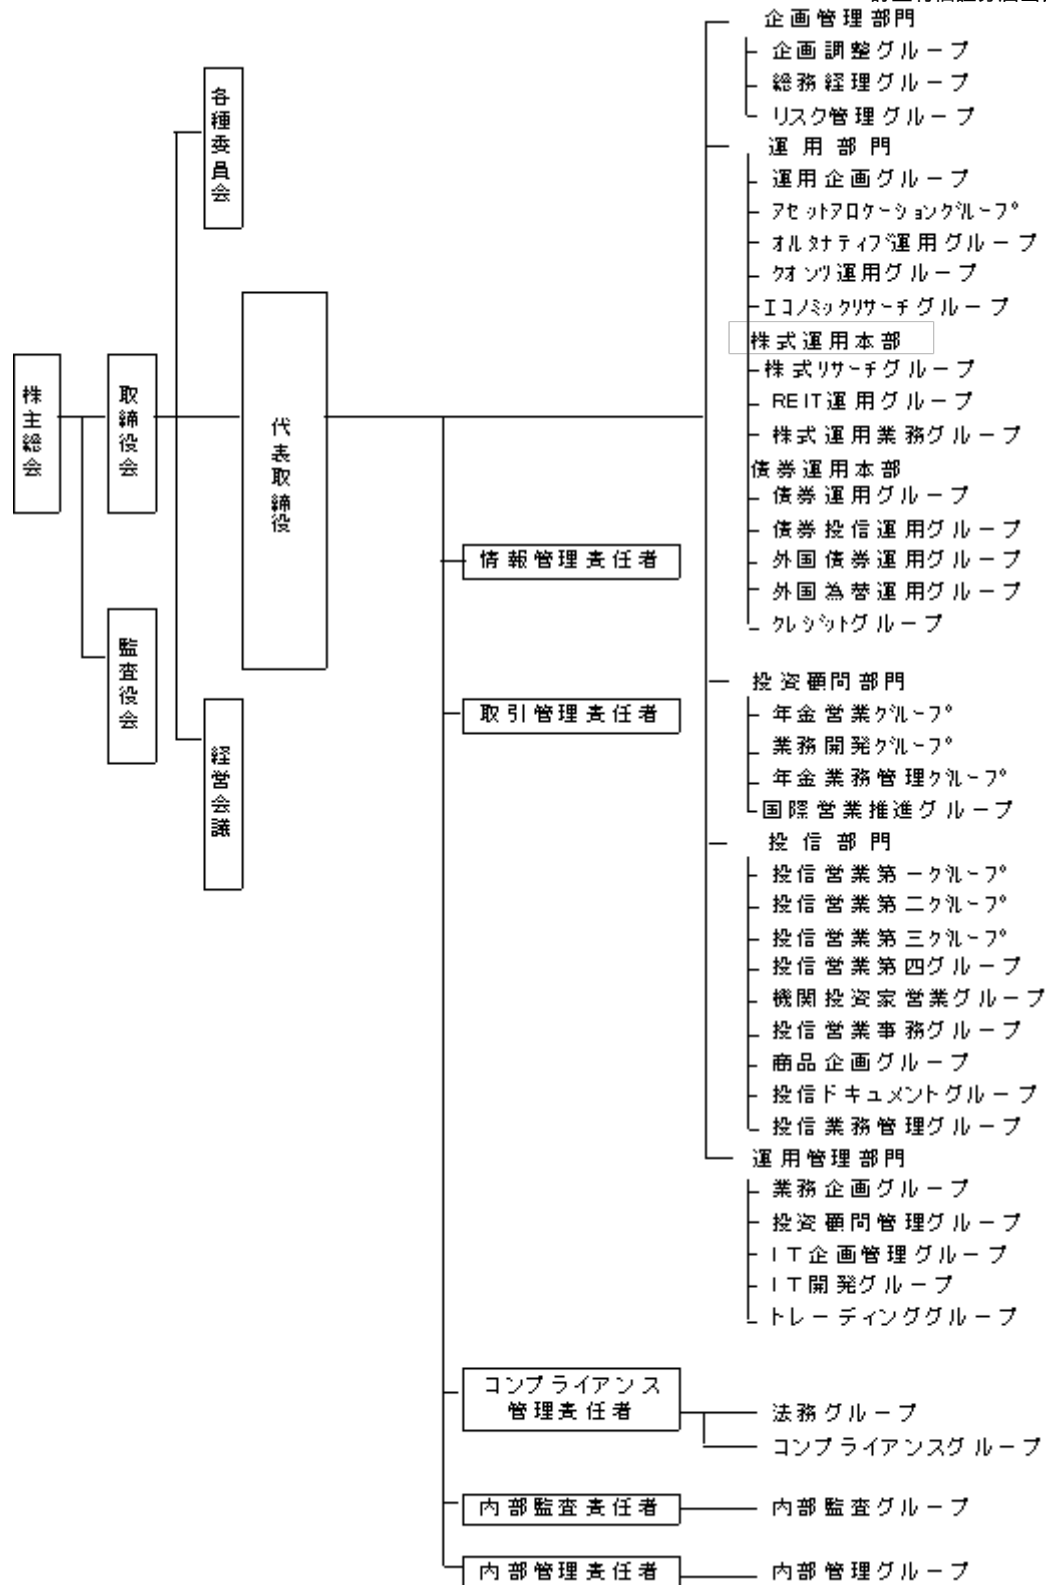 企画管理部門
企画調整グループ
総務経理グループ
リスク管理グループ
運用部門
運用企画グループ
アセットアロケーショングループ
オルタナティブ運用グループ
クオンツ運用グループ
エコノミックリサーチグループ
株式運用本部
株式リサーチグループ
REIT運用グループ
株式運用業務グループ
債券運用本部
債券運用グループ
債券投信運用グループ
外国債券運用グループ
外国為替運用グループ
クレジットグループ
投資顧問部門
年金営業グループ
業務開発グループ
年金業務管理グループ
国際営業推進グループ
投信部門
投信営業第一グループ
投信営業第二グループ
投信営業第三グループ
投信営業第四グループ
機関投資家営業グループ
投信営業事務グループ
商品企画グループ
投信ドキュメントグループ
投信業務管理グループ
運用管理部門
業務企画グループ
投資顧問管理グループ
IT企画管理グループ
IT開発グループ
トレーディンググループ
各種委員会
株主総会
取締役会
代表取締役
監査役会
経営会議
情報管理責任者
取引管理責任者
コンプライアンス
管理責任者
法務グループ
コンプライアンスグループ
内部監査責任者
内部監査グループ
内部管理責任者
内部管理グループ